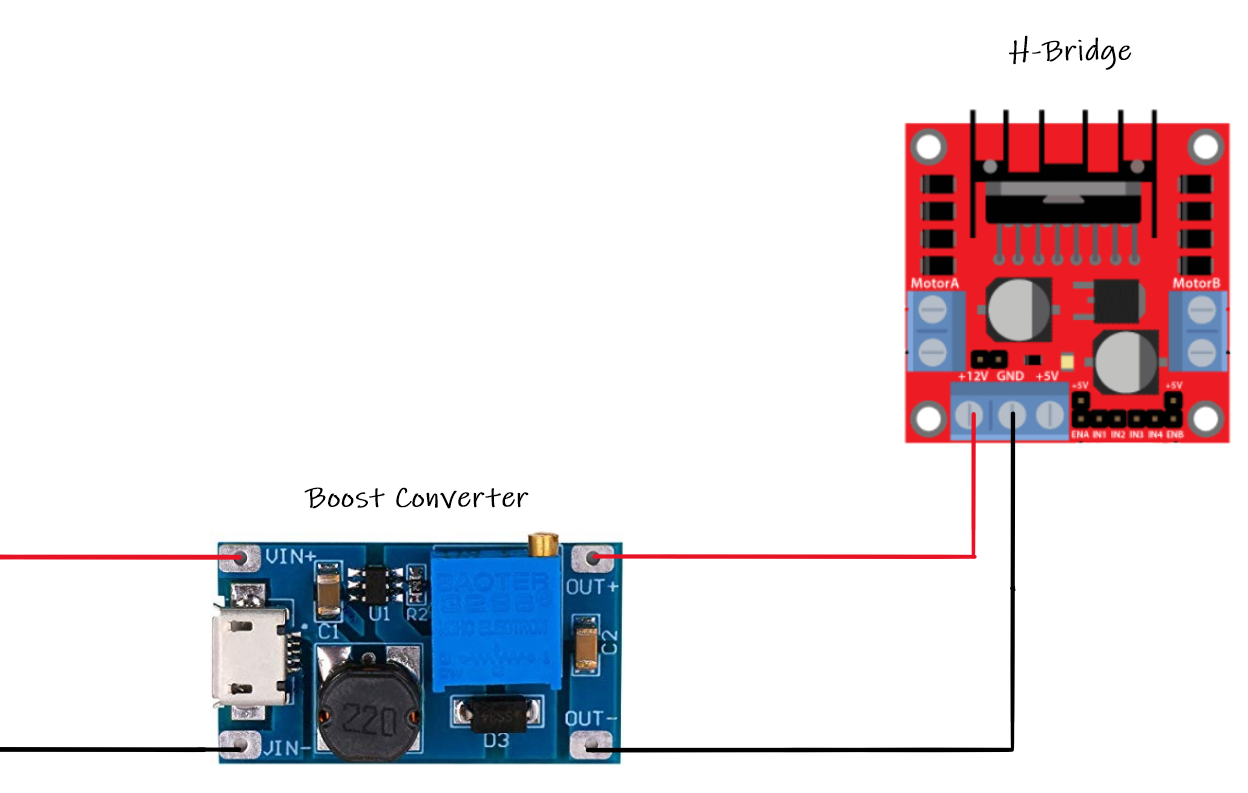 H-Bridge
MotorA
MotorB
+12V GND +5V
+5V
+5V
ENA IN1 IN2 IN3 IN4 ENB
Boost Converter
VIN+
OUT+
U1
R2
C1
C2
220
OUT-
D3
VIN-